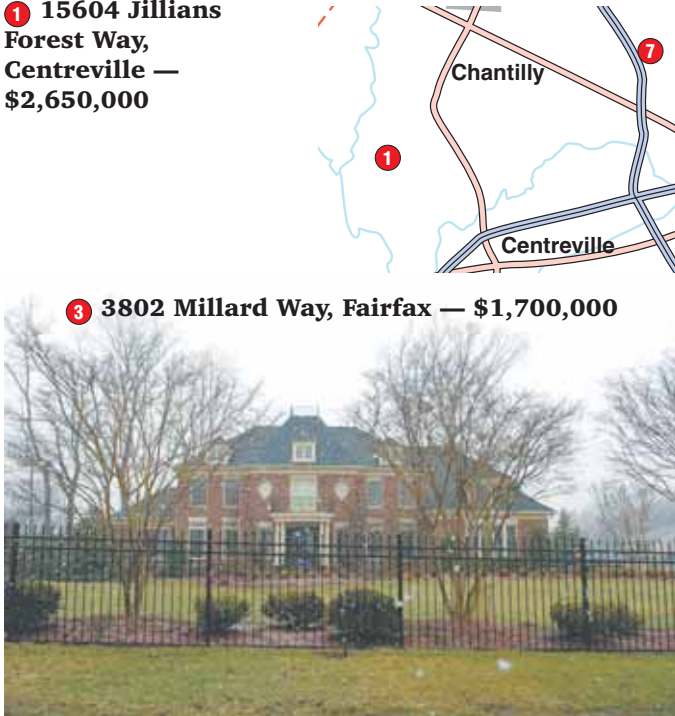 1 15604 Jillians
Forest Way,
Centreville —
$2,650,000
7
Chantilly
1
Centreville
3 3802 Millard Way, Fairfax — $1,700,000